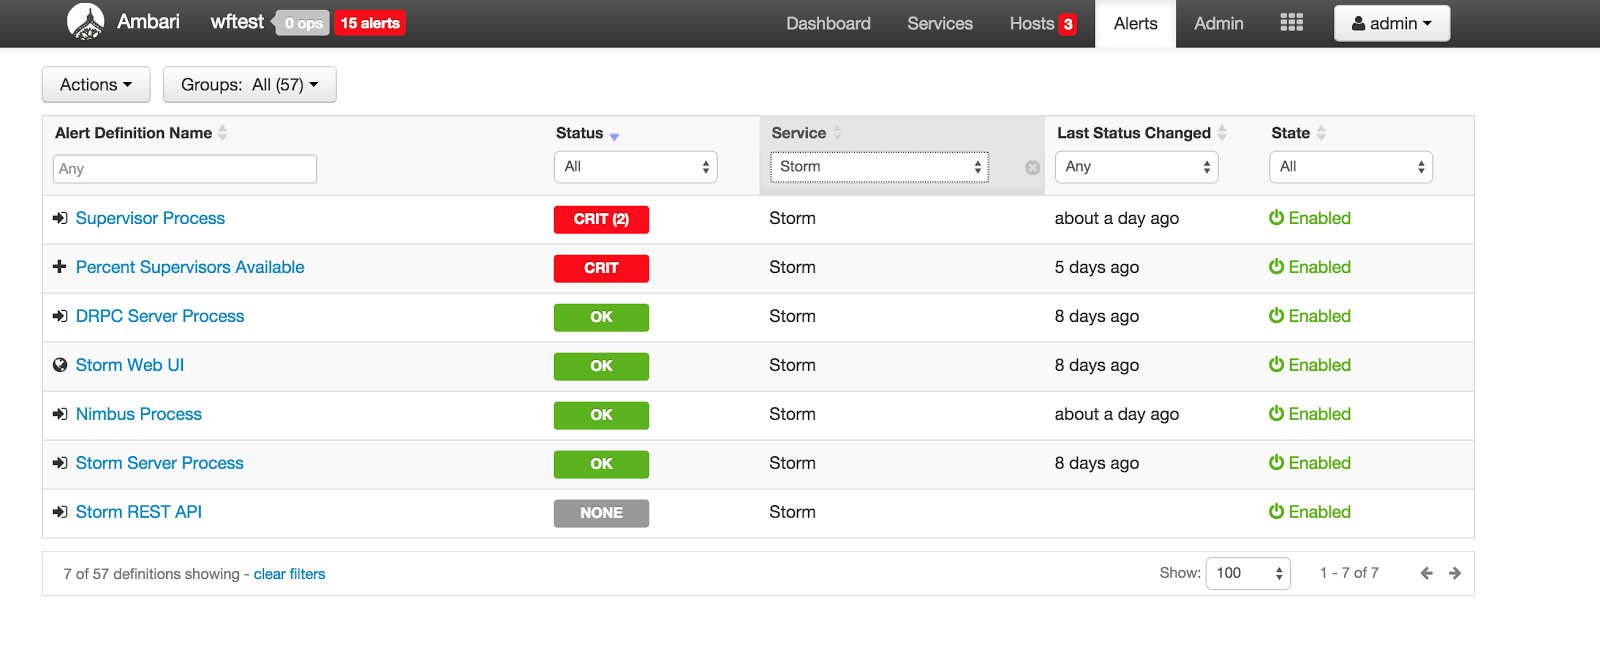 Ambari wftest 0 ops 15 alerts Dashboard Services Hosts 3 Alerts Admin admin
Actions Groups: All (57)
Alert Definition Name Status Service Last Status Changed State
Any All Storm Any All
Supervisor Process CRIT (2) Storm about a day ago Enabled
Percent Supervisors Available CRIT Storm 5 days ago Enabled
DRPC Server Process OK Storm 8 days ago Enabled
Storm Web UI OK Storm 8 days ago Enabled
Nimbus Process OK Storm about a day ago Enabled
Storm Server Process OK Storm 8 days ago Enabled
Storm REST API NONE Storm Enabled
7 of 57 definitions showing - clear filters Show: 100 1 - 7 of 7